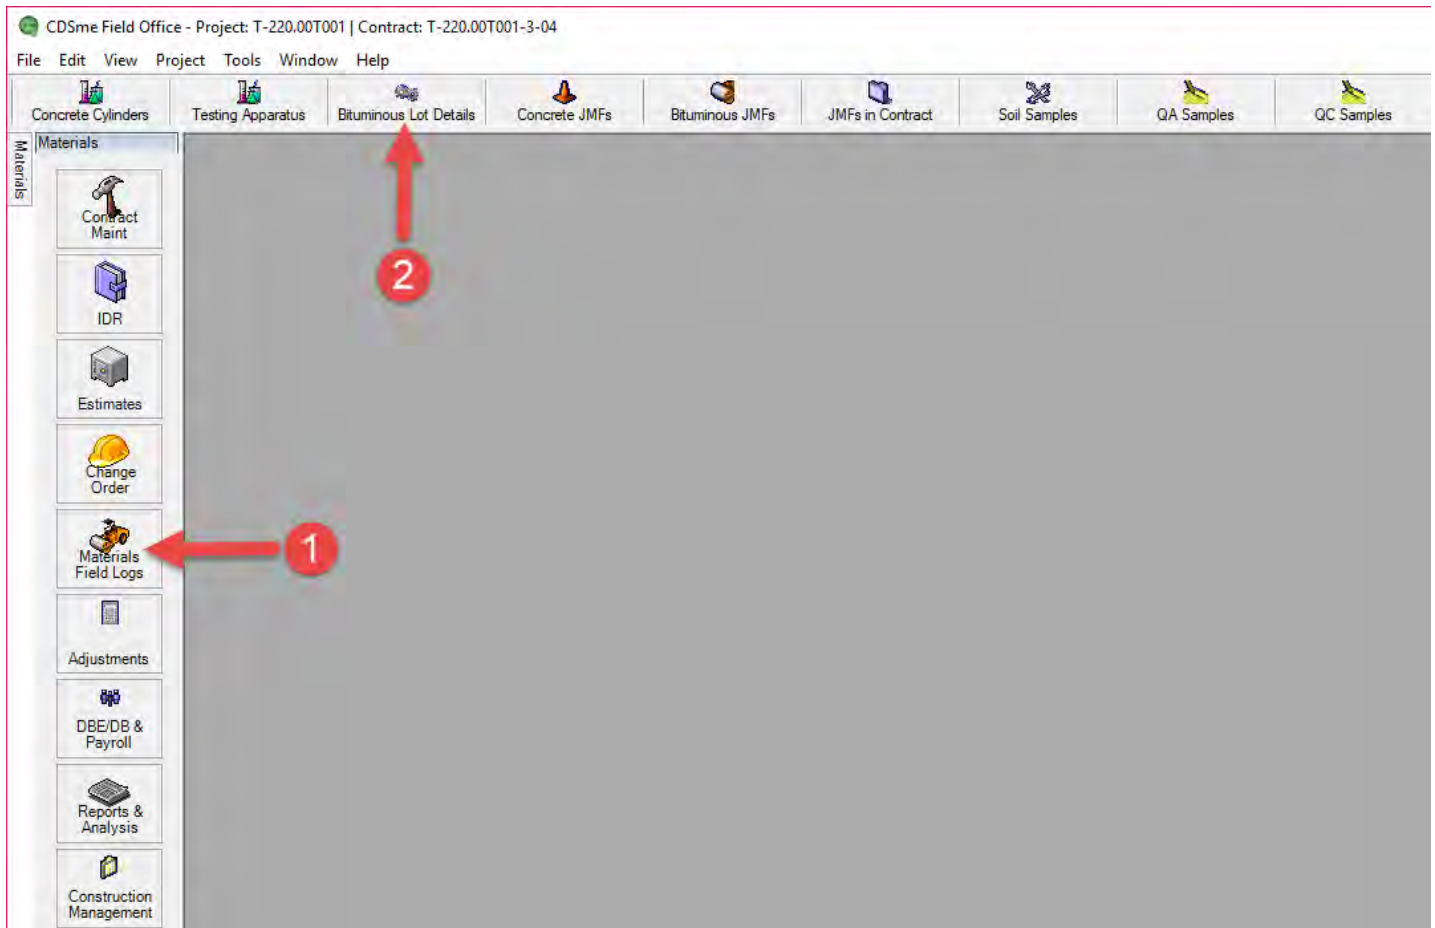 CDSme Field Office - Project: T-220.00T001 | Contract: T-220.00T001-3-04
File Edit View Project Tools Window Help
Concrete Cylinders Testing Apparatus Bituminous Lot Details Concrete JMFs Bituminous JMFs JMFs in Contract Soil Samples QA Samples QC Samples
Materials
Materials
Contract
Maint
2
IDR
Estimates
Change
Order
Materials
Field Logs
1
Adjustments
DBE/DB &
Payroll
Reports &
Analysis
Construction
Management